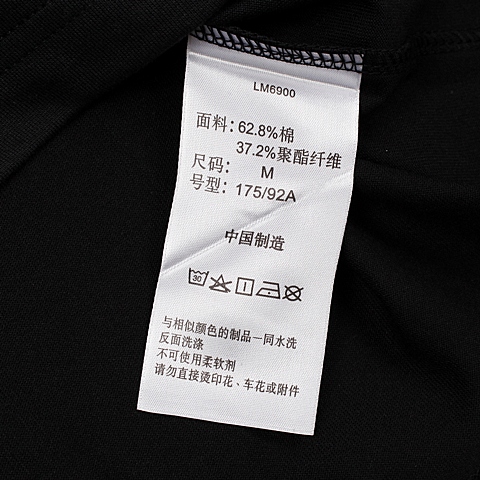 LM6900
面料：62.8%棉
37.2%聚酯纤维
尺码： M
号型：175/92A
中国制造
30
与相似颜色的制品一同水洗
反面洗涤
不可使用柔软剂
请勿直接烫印花、车花或附件